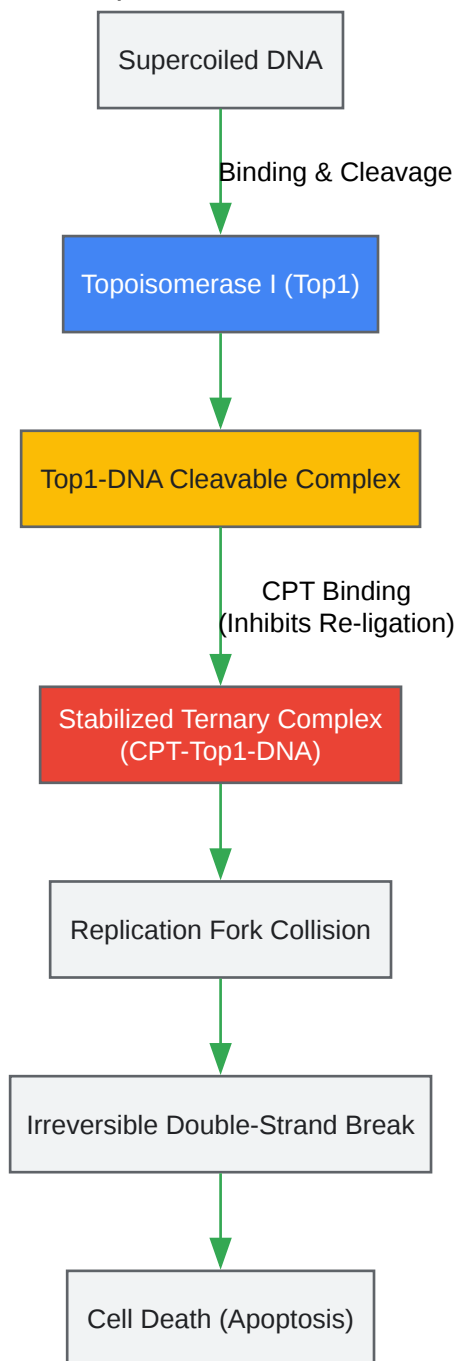 Supercoiled DNA
Binding & Cleavage
Topoisomerase I (Top1)
Top1-DNA Cleavable Complex
CPT Binding
(Inhibits Re-ligation)
Stabilized Ternary Complex
(CPT-Top1-DNA)
Replication Fork Collision
Irreversible Double-Strand Break
Cell Death (Apoptosis)